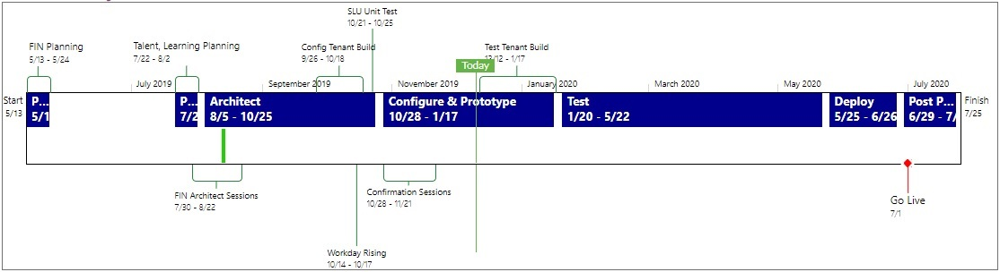 SLU Unit Test
10/21 - 10/25
FIN Planning
5/13 - 5/24
Talent, Learning Planning
7/22 - 8/2
Config Tenant Build
9/26 - 10/18
Test Tenant Build
12/12 - 1/17
Today
July 2019
September 2019
November 2019
January 2020
March 2020
May 2020
July 2020
Start
5/13
P...
5/1
P...
7/2
Architect
8/5 - 10/25
Configure & Prototype
10/28 - 1/17
Test
1/20 - 5/22
Deploy
5/25 - 6/26
Post P...
6/29 - 7/
Finish
7/25
FIN Architect Sessions
7/30 - 8/22
Confirmation Sessions
10/28 - 11/21
Go Live
7/1
Workday Rising
10/14 - 10/17